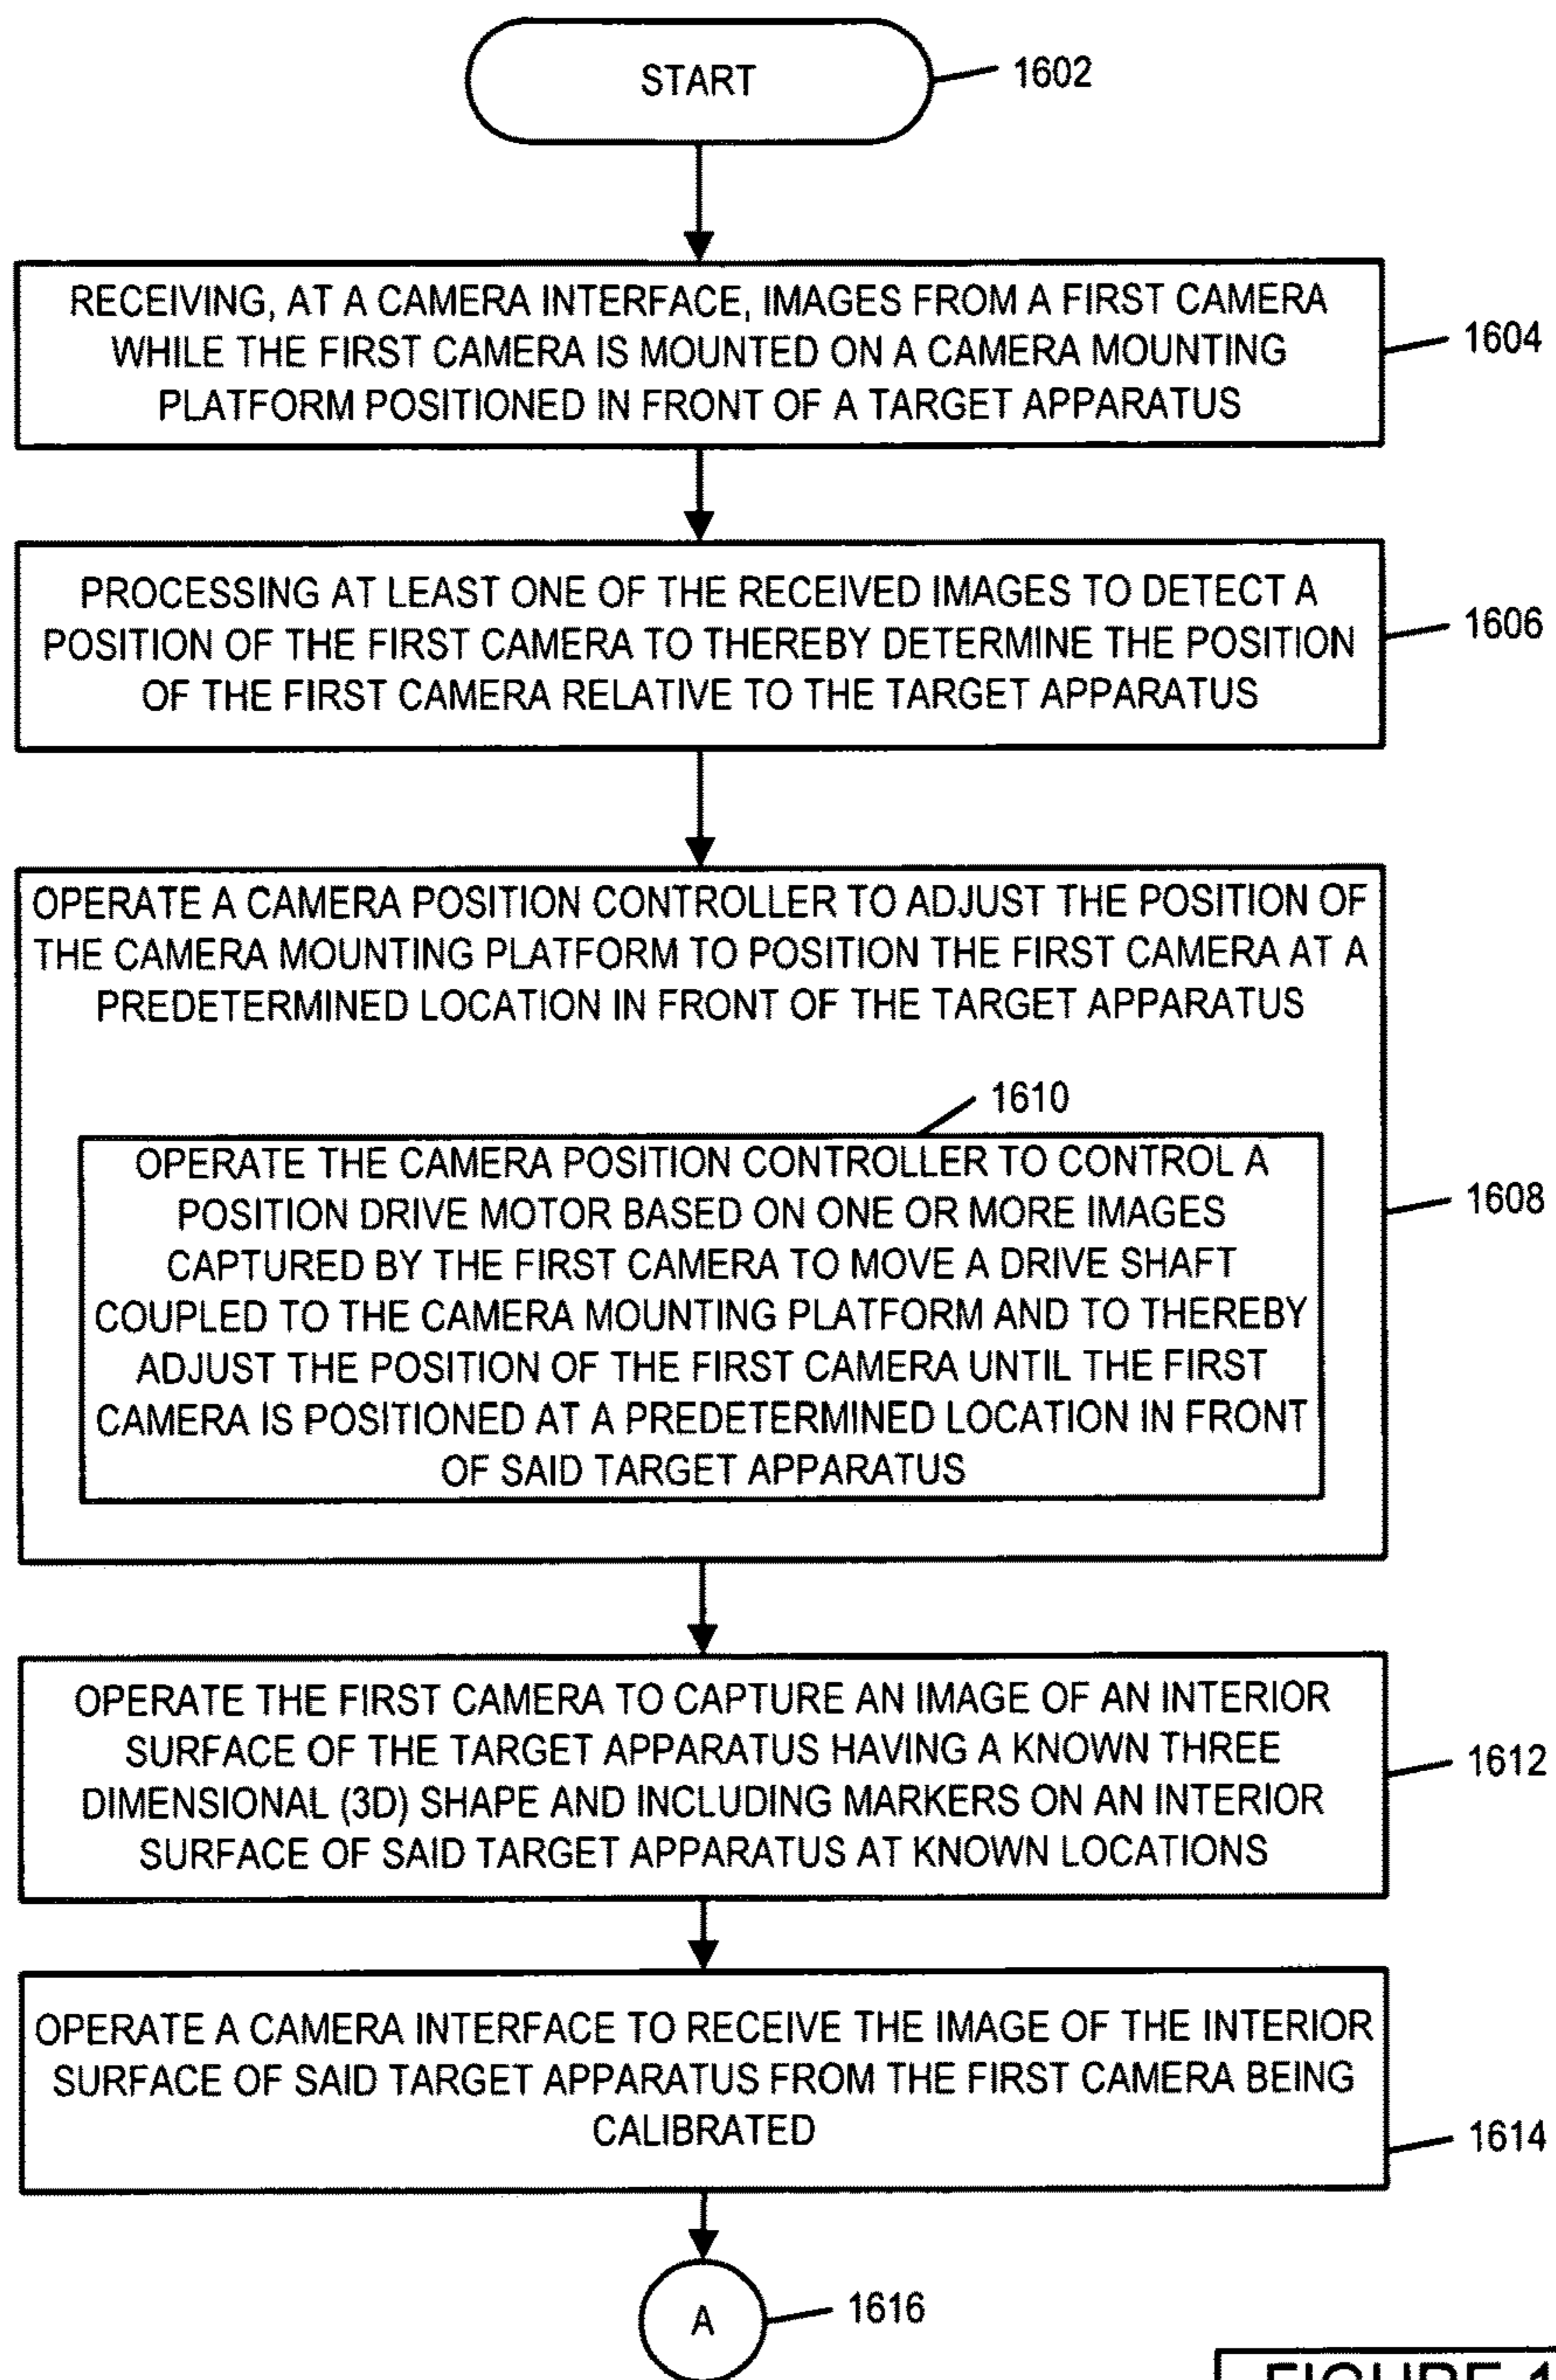 START
1602
RECEIVING, AT A CAMERA INTERFACE, IMAGES FROM A FIRST CAMERA
WHILE THE FIRST CAMERA IS MOUNTED ON A CAMERA MOUNTING
PLATFORM POSITIONED IN FRONT OF A TARGET APPARATUS
1604
PROCESSING AT LEAST ONE OF THE RECEIVED IMAGES TO DETECT A
POSITION OF THE FIRST CAMERA TO THEREBY DETERMINE THE POSITION
OF THE FIRST CAMERA RELATIVE TO THE TARGET APPARATUS
1606
OPERATE A CAMERA POSITION CONTROLLER TO ADJUST THE POSITION OF
THE CAMERA MOUNTING PLATFORM TO POSITION THE FIRST CAMERA AT A
PREDETERMINED LOCATION IN FRONT OF THE TARGET APPARATUS
1610
OPERATE THE CAMERA POSITION CONTROLLER TO CONTROL A
POSITION DRIVE MOTOR BASED ON ONE OR MORE IMAGES
CAPTURED BY THE FIRST CAMERA TO MOVE A DRIVE SHAFT
COUPLED TO THE CAMERA MOUNTING PLATFORM AND TO THEREBY
ADJUST THE POSITION OF THE FIRST CAMERA UNTIL THE FIRST
CAMERA IS POSITIONED AT A PREDETERMINED LOCATION IN FRONT
OF SAID TARGET APPARATUS
1608
OPERATE THE FIRST CAMERA TO CAPTURE AN IMAGE OF AN INTERIOR
SURFACE OF THE TARGET APPARATUS HAVING A KNOWN THREE
DIMENSIONAL (3D) SHAPE AND INCLUDING MARKERS ON AN INTERIOR
SURFACE OF SAID TARGET APPARATUS AT KNOWN LOCATIONS
1612
OPERATE A CAMERA INTERFACE TO RECEIVE THE IMAGE OF THE INTERIOR
SURFACE OF SAID TARGET APPARATUS FROM THE FIRST CAMERA BEING
CALIBRATED
1614
A
1616
FIGURE